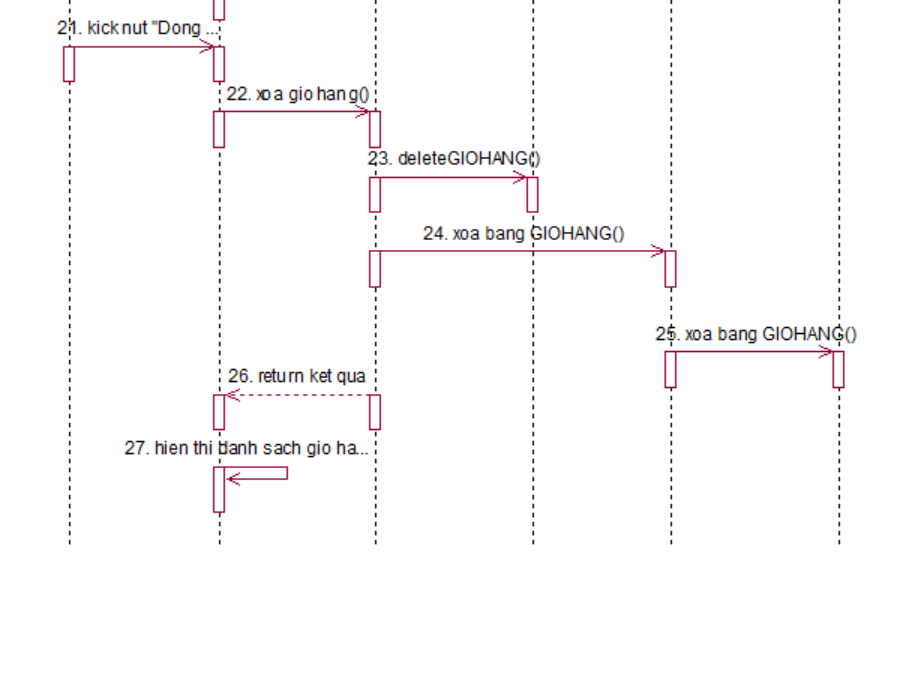 21. kick nut "Dong ...
22. xoa gio hang()
23. deleteGIOHANG()
24. xoa bang GIOHANG()
25. xoa bang GIOHANG()
26. return ket qua
27. hien thi danh sach gio ha...